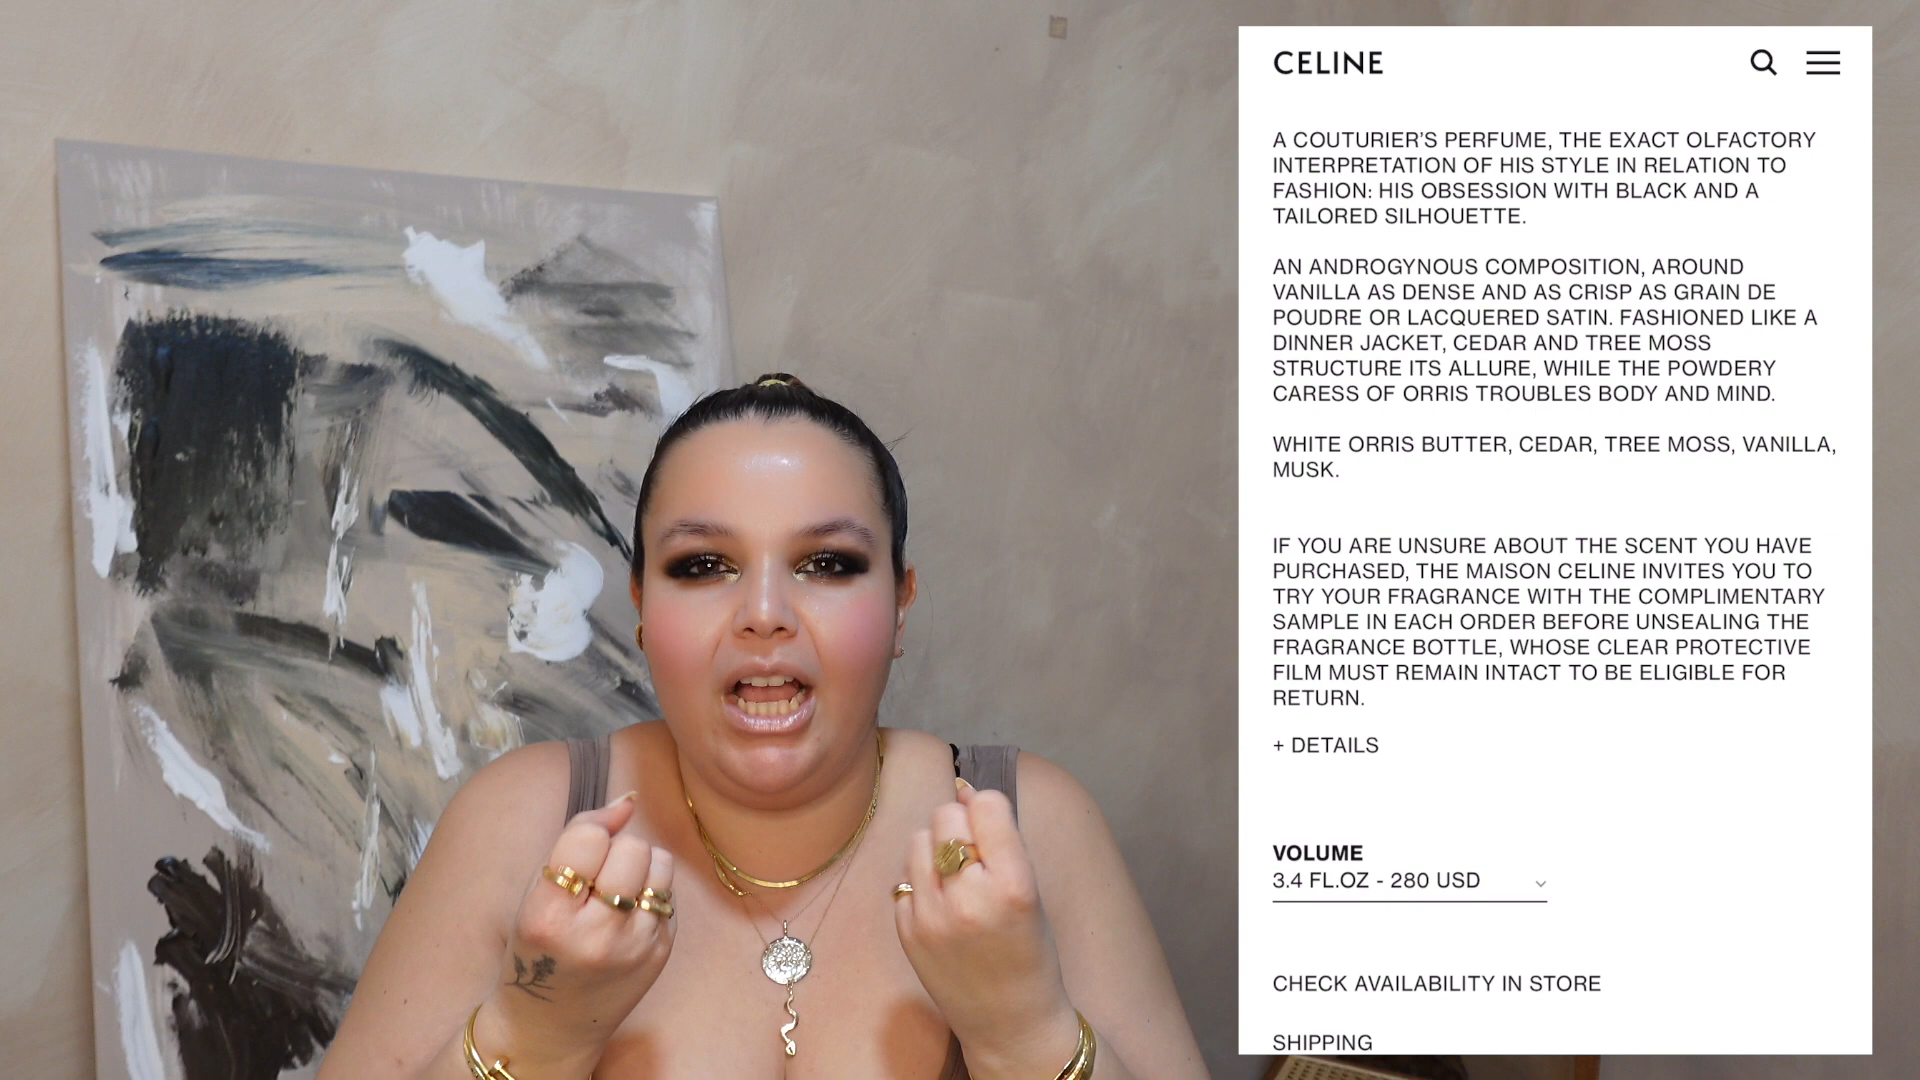 CELINE
A COUTURIER’S PERFUME, THE EXACT OLFACTORY
INTERPRETATION OF HIS STYLE IN RELATION TO
FASHION: HIS OBSESSION WITH BLACK AND A
TAILORED SILHOUETTE.
AN ANDROGYNOUS COMPOSITION, AROUND
VANILLA AS DENSE AND AS CRISP AS GRAIN DE
POUDRE OR LACQUERED SATIN. FASHIONED LIKE A
DINNER JACKET, CEDAR AND TREE MOSS
STRUCTURE ITS ALLURE, WHILE THE POWDERY
CARESS OF ORRIS TROUBLES BODY AND MIND.
WHITE ORRIS BUTTER, CEDAR, TREE MOSS, VANILLA,
MUSK.
IF YOU ARE UNSURE ABOUT THE SCENT YOU HAVE
PURCHASED, THE MAISON CELINE INVITES YOU TO
TRY YOUR FRAGRANCE WITH THE COMPLIMENTARY
SAMPLE IN EACH ORDER BEFORE UNSEALING THE
FRAGRANCE BOTTLE, WHOSE CLEAR PROTECTIVE
FILM MUST REMAIN INTACT TO BE ELIGIBLE FOR
RETURN.
+ DETAILS
VOLUME
3.4 FL.OZ - 280 USD
CHECK AVAILABILITY IN STORE
SHIPPING